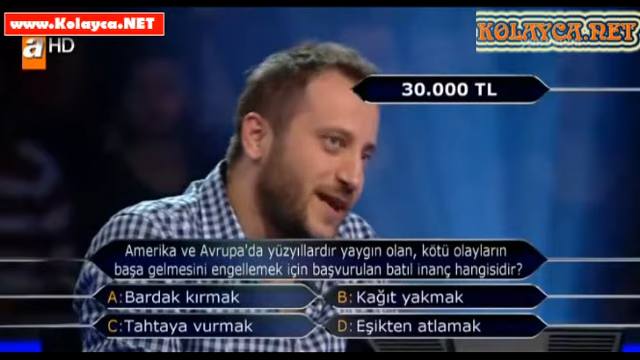 www.Kolayca.NET
KOLAYCA.NET
a HD
30.000 TL
Amerika ve Avrupa'da yüzyıllardır yaygın olan, kötü olayların
başa gelmesini engellemek için başvurulan batıl inanç hangisidir?
A: Bardak kırmak
B: Kağıt yakmak
C: Tahtaya vurmak
D: Eşikten atlamak